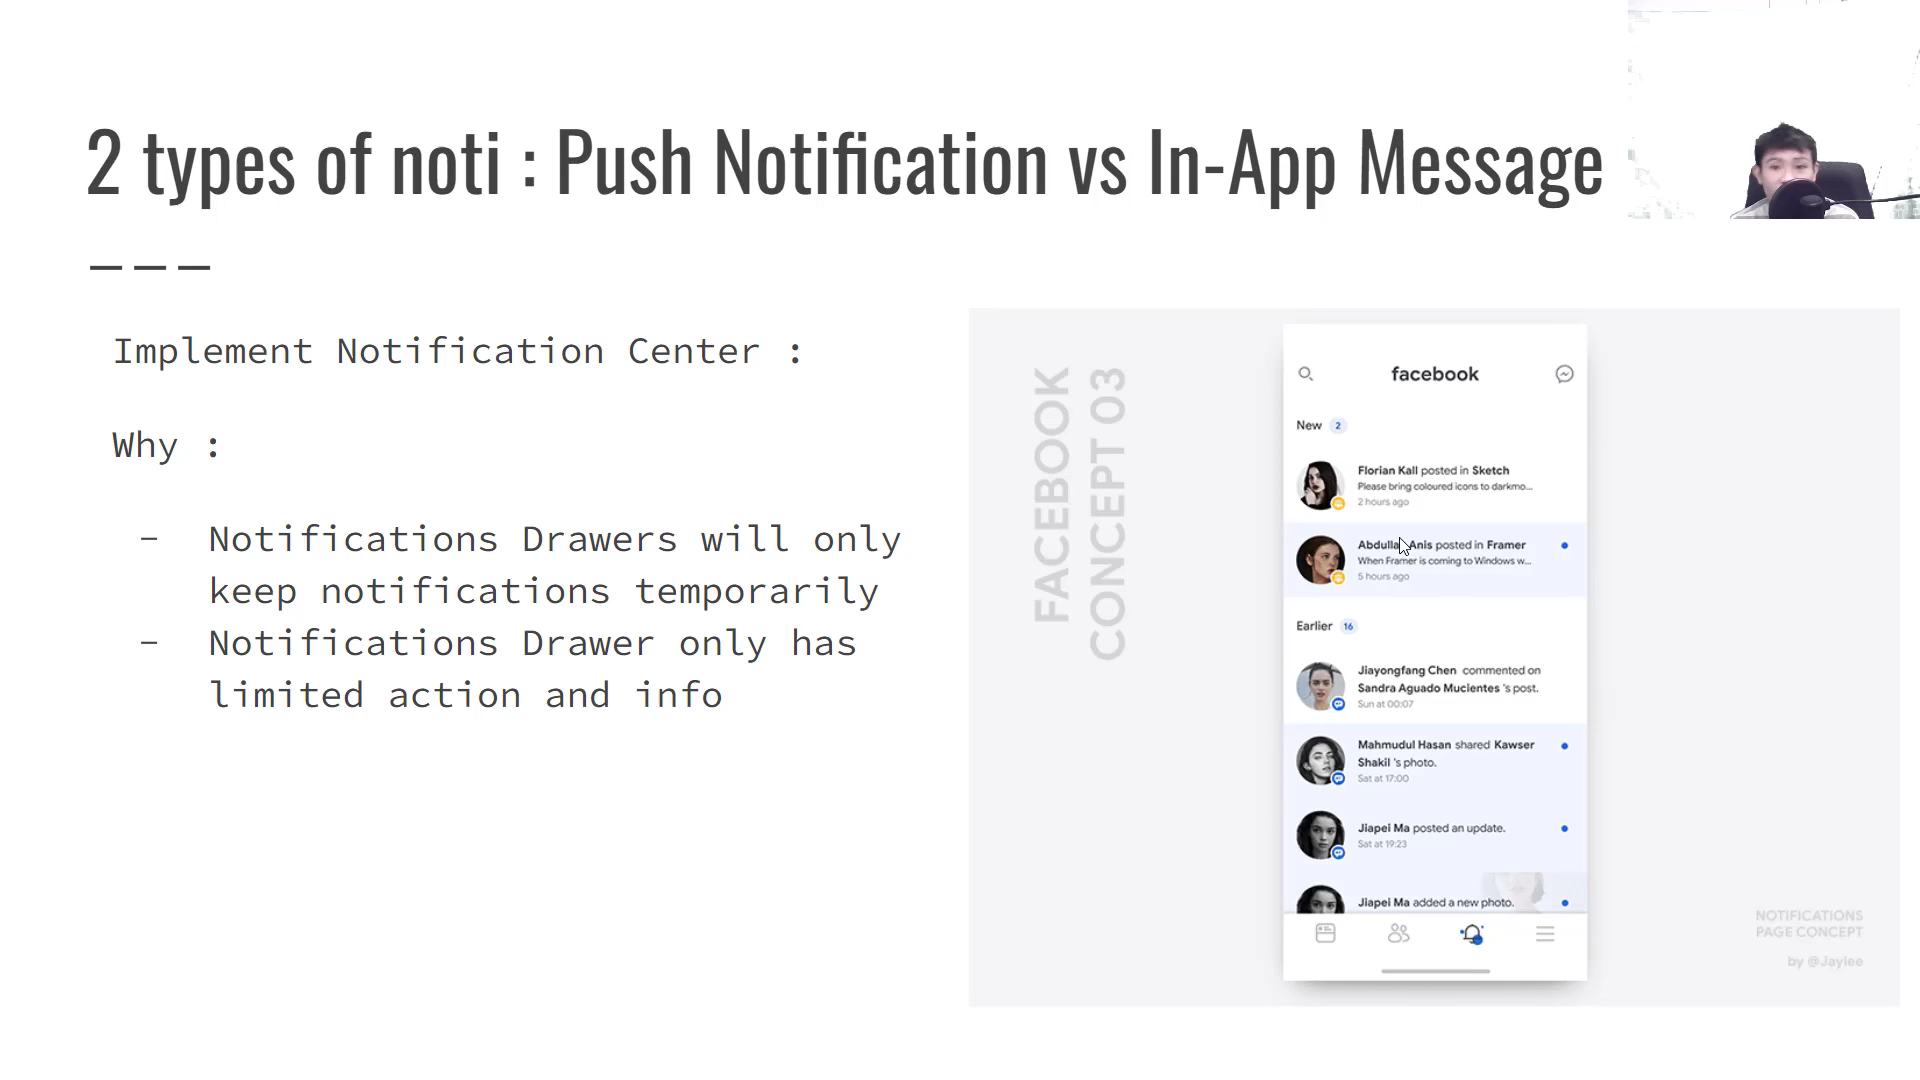 2 types of noti : Push Notification vs In-App Message
Implement Notification Center :
Why :
- Notifications Drawers will only
keep notifications temporarily
- Notifications Drawer only has
limited action and info
FACEBOOK
CONCEPT 03
facebook
New 2
Florian Kall posted in Sketch
Please bring coloured icons to darkmo...
2 hours ago
Abdulla Anis posted in Framer
When Framer is coming to Windows w...
5 hours ago
Earlier 16
Jiayongfang Chen commented on
Sandra Aguado Mucientes 's post.
Sun at 00:07
Mahmudul Hasan shared Kawser
Shakil 's photo.
Sat at 17:00
Jiapei Ma posted an update.
Sat at 19:23
Jiapei Ma added a new photo.
NOTIFICATIONS
PAGE CONCEPT
by @Jaylee